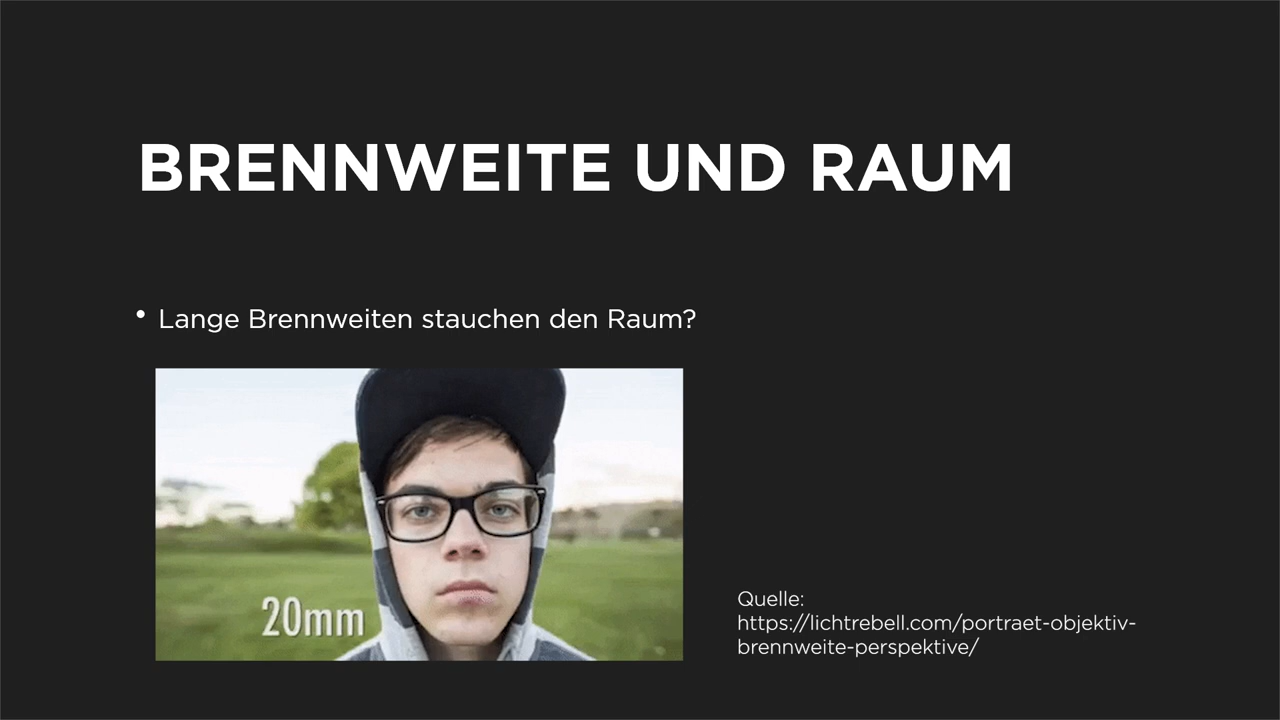 BRENNWEITE UND RAUM
• Lange Brennweiten stauchen den Raum?
20mm
Quelle:
https://lichtrebell.com/portraet-objektiv-
brennweite-perspektive/